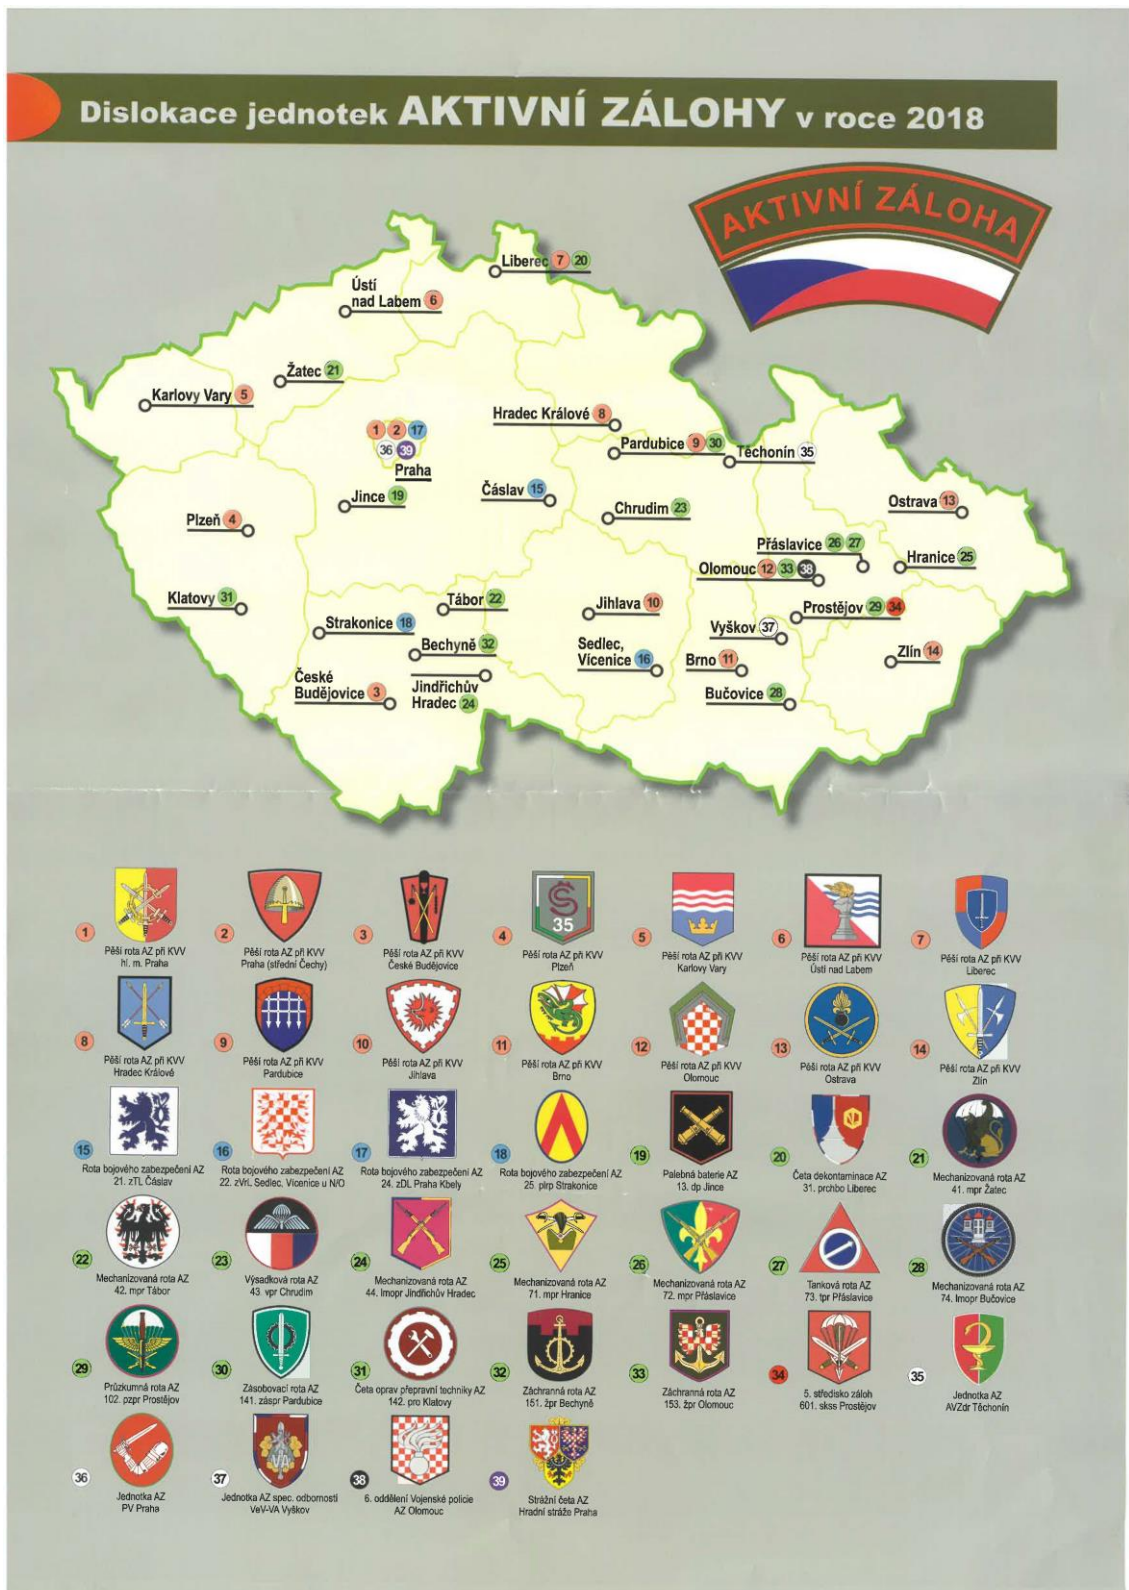 Dislokace jednotek AKTIVNÍ ZÁLOHY v roce 2018
AKTIVNÍ ZÁLOHA
Liberec 7 20
Ústí
nad Labem 6
Žatec 21
Karlovy Vary 5
Hradec Králové 8
1 2 17
36 39
Praha
Pardubice 9 30
Těchonín 35
Čáslav 15
Jince 19
Ostrava 13
Chrudim 23
Plzeň 4
Přáslavice 26 27
Hranice 25
Olomouc 12 33 38
Klatovy 31
Tábor 22
Jihlava 10
Prostějov 29 34
Strakonice 18
Vyškov 37
Bechyně 32
Sedlec,
Vícenice 16
Brno 11
Zlín 14
České
Budějovice 3
Jindřichův
Hradec 24
Bučovice 28
ČS
35
1 Pěší rota AZ při KVV
hl. m. Praha
2 Pěší rota AZ při KVV
Praha (střední Čechy)
3 Pěší rota AZ při KVV
České Budějovice
4 Pěší rota AZ při KVV
Plzeň
5 Pěší rota AZ při KVV
Karlovy Vary
6 Pěší rota AZ při KVV
Ústí nad Labem
7 Pěší rota AZ při KVV
Liberec
8 Pěší rota AZ při KVV
Hradec Králové
9 Pěší rota AZ při KVV
Pardubice
10 Pěší rota AZ při KVV
Jihlava
11 Pěší rota AZ při KVV
Brno
12 Pěší rota AZ při KVV
Olomouc
13 Pěší rota AZ při KVV
Ostrava
14 Pěší rota AZ při KVV
Zlín
15 Rota bojového zabezpečení AZ
21. zTL Čáslav
16 Rota bojového zabezpečení AZ
22. zVrL Sedlec, Vícenice u N/O
17 Rota bojového zabezpečení AZ
24. zDL Praha Kbely
18 Rota bojového zabezpečení AZ
25. plrp Strakonice
19 Palebná baterie AZ
13. dp Jince
20 Četa dekontaminace AZ
31. prchbo Liberec
21 Mechanizovaná rota AZ
41. mpr Žatec
22 Mechanizovaná rota AZ
42. mpr Tábor
23 Výsadková rota AZ
43. vpr Chrudim
24 Mechanizovaná rota AZ
44. lmopr Jindřichův Hradec
25 Mechanizovaná rota AZ
71. mpr Hranice
26 Mechanizovaná rota AZ
72. mpr Přáslavice
27 Tanková rota AZ
73. tpr Přáslavice
28 Mechanizovaná rota AZ
74. lmopr Bučovice
29 Průzkumná rota AZ
102. pzpr Prostějov
30 Zásobovací rota AZ
141. záspr Pardubice
31 Četa oprav přepravní techniky AZ
142. pro Klatovy
32 Záchranná rota AZ
151. žpr Bechyně
33 Záchranná rota AZ
153. žpr Olomouc
34 5. středisko záloh
601. skss Prostějov
35 Jednotka AZ
AVZdr Těchonín
36 Jednotka AZ
PV Praha
VA
37 Jednotka AZ spec. odborností
VeV-VA Vyškov
38 6. oddělení Vojenské policie
AZ Olomouc
39 Strážní četa AZ
Hradní stráže Praha